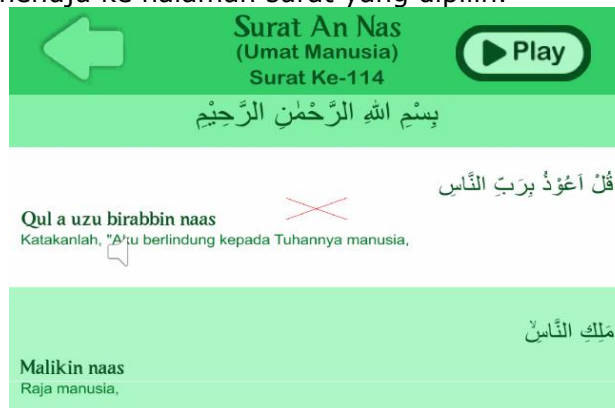 menuju ke halaman surat yang dipilih.
Surat An Nas
(Umat Manusia)
Surat Ke-114
Play
بِسْمِ اللهِ الرَّحْمٰنِ الرَّحِيْمِ
قُلْ اَعُوْذُ بِرَبِّ النَّاسِ
Qul a uzu birabbin naas
Katakanlah, "Aku berlindung kepada Tuhannya manusia,
مَلِكِ النَّاسِۙ
Malikin naas
Raja manusia,